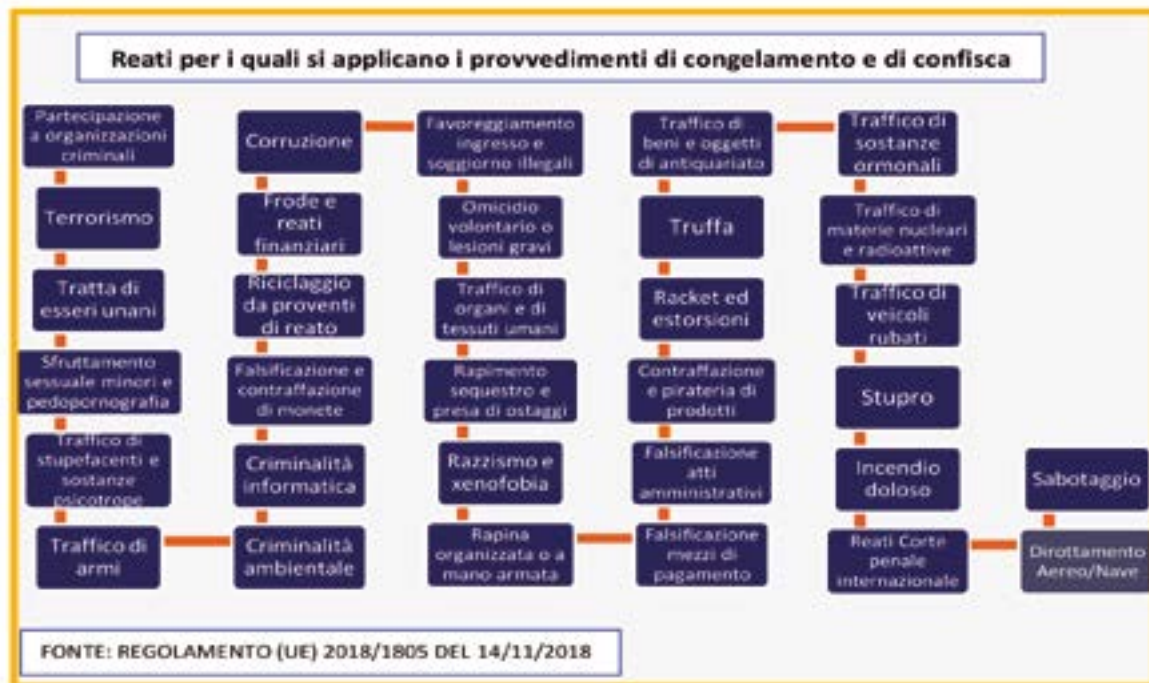 Reati per i quali si applicano i provvedimenti di congelamento e di confisca
Partecipazione
a organizzazioni
criminali
Terrorismo
Tratta di
esseri unani
Sfruttamento
sessuale minori e
pedopornografia
Traffico di
stupefacenti e
sostanze
psicotrope
Traffico di
armi
Corruzione
Frode e
reati
finanziari
Riciclaggio
da proventi
di reato
Falsificazione e
contraffazione
di monete
Criminalità
informatica
Criminalità
ambientale
Favoreggiamento
ingresso e
soggiorno illegali
Omicidio
volontario o
lesioni gravi
Traffico di
organi e di
tessuti umani
Rapimento
sequestro e
presa di ostaggi
Razzismo e
xenofobia
Rapina
organizzata o a
mano armata
Traffico di
beni e oggetti
di antiquariato
Truffa
Racket ed
estorsioni
Contraffazione
e pirateria di
prodotti
Falsificazione
atti
amministrativi
Falsificazione
mezzi di
pagamento
Traffico di
sostanze
ormonali
Traffico di
materie nucleari
e radioattive
Traffico di
veicoli
rubati
Stupro
Incendio
doloso
Reati Corte
penale
internazionale
Sabotaggio
Dirottamento
Aereo/Nave
FONTE: REGOLAMENTO (UE) 2018/1805 DEL 14/11/2018